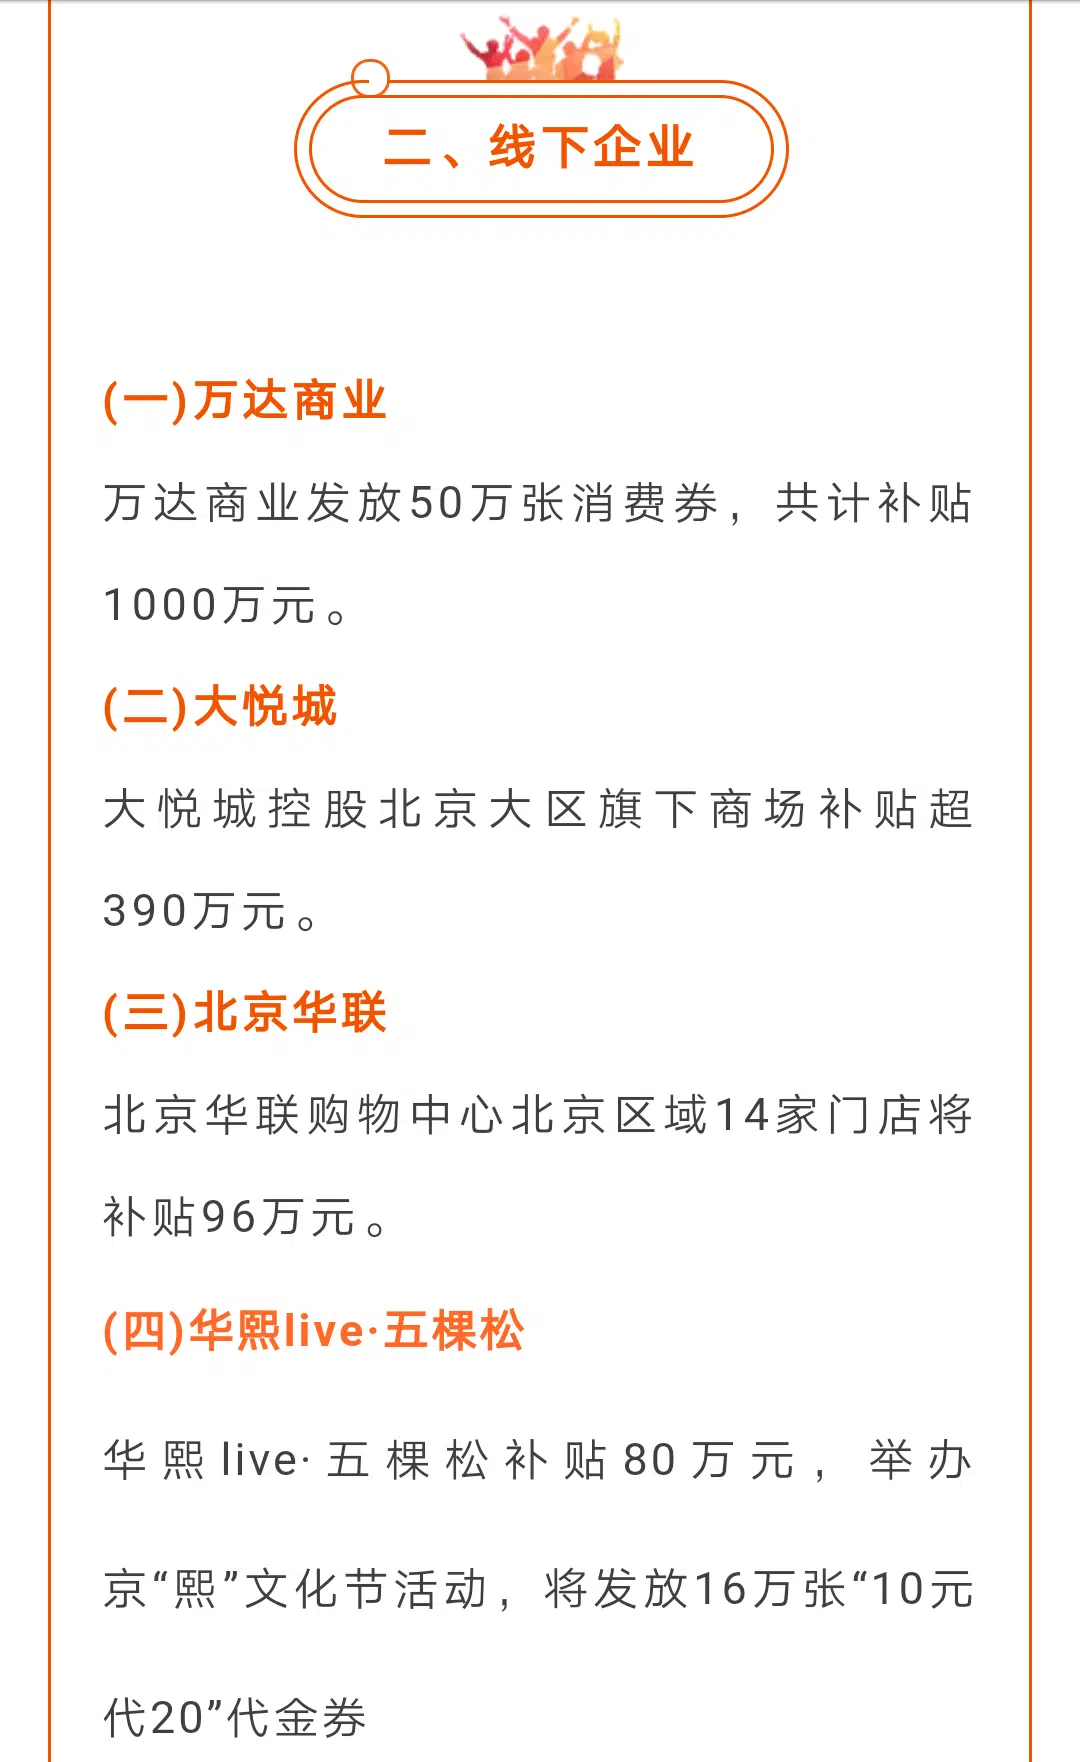 二、线下企业
(一)万达商业
万达商业发放50万张消费券，共计补贴
1000万元。
(二)大悦城
大悦城控股北京大区旗下商场补贴超
390万元。
(三)北京华联
北京华联购物中心北京区域14家门店将
补贴96万元。
(四)华熙live·五棵松
华熙live·五棵松补贴80万元，举办
京“熙”文化节活动，将发放16万张“10元
代20”代金券